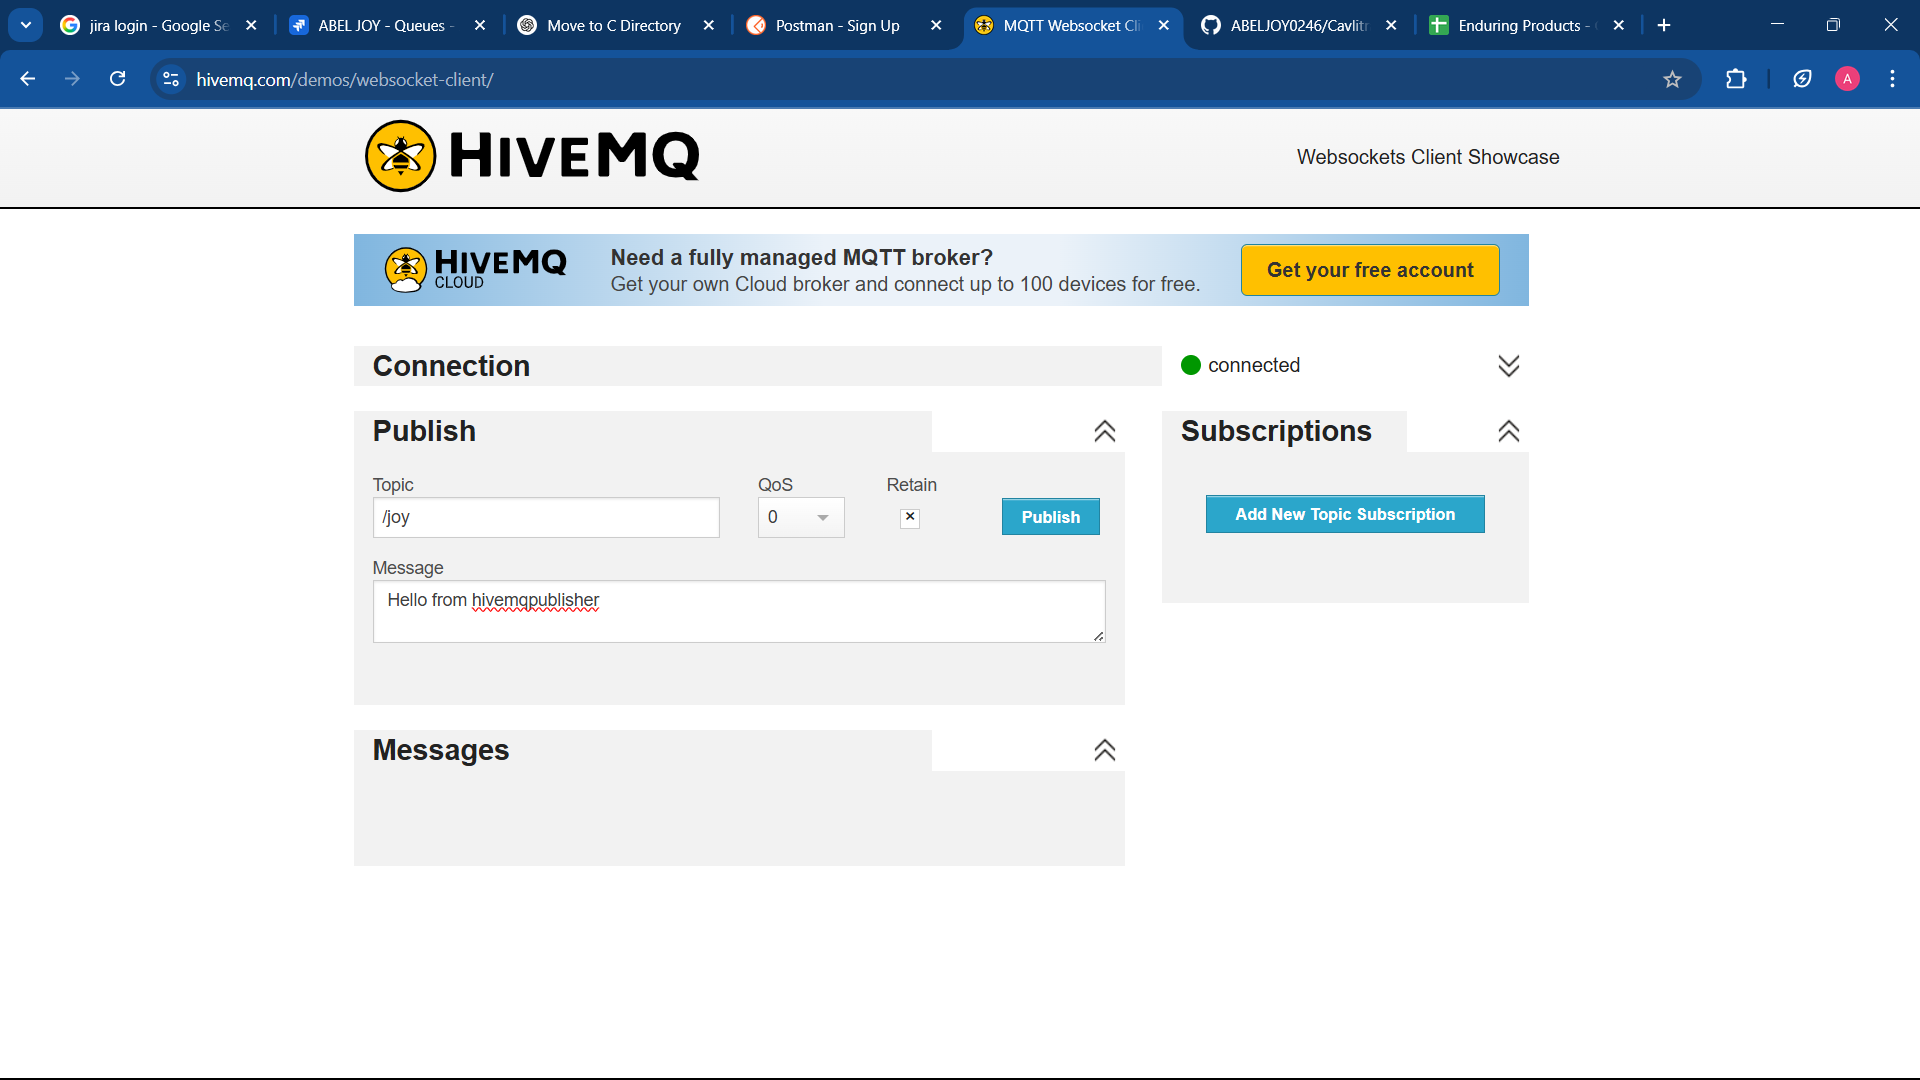 jira login - Google Se
ABEL JOY - Queues -
Move to C Directory
Postman - Sign Up
MQTT Websocket Cli
ABELJOY0246/Cavlitn
Enduring Products -
hivemq.com/demos/websocket-client/
A
HIVEMQ
Websockets Client Showcase
HIVEMQ
CLOUD
Need a fully managed MQTT broker?
Get your own Cloud broker and connect up to 100 devices for free.
Get your free account
Connection
connected
Publish
Subscriptions
Topic
QoS
Retain
/joy
0
Publish
Add New Topic Subscription
Message
Hello from hivemqpublisher
Messages